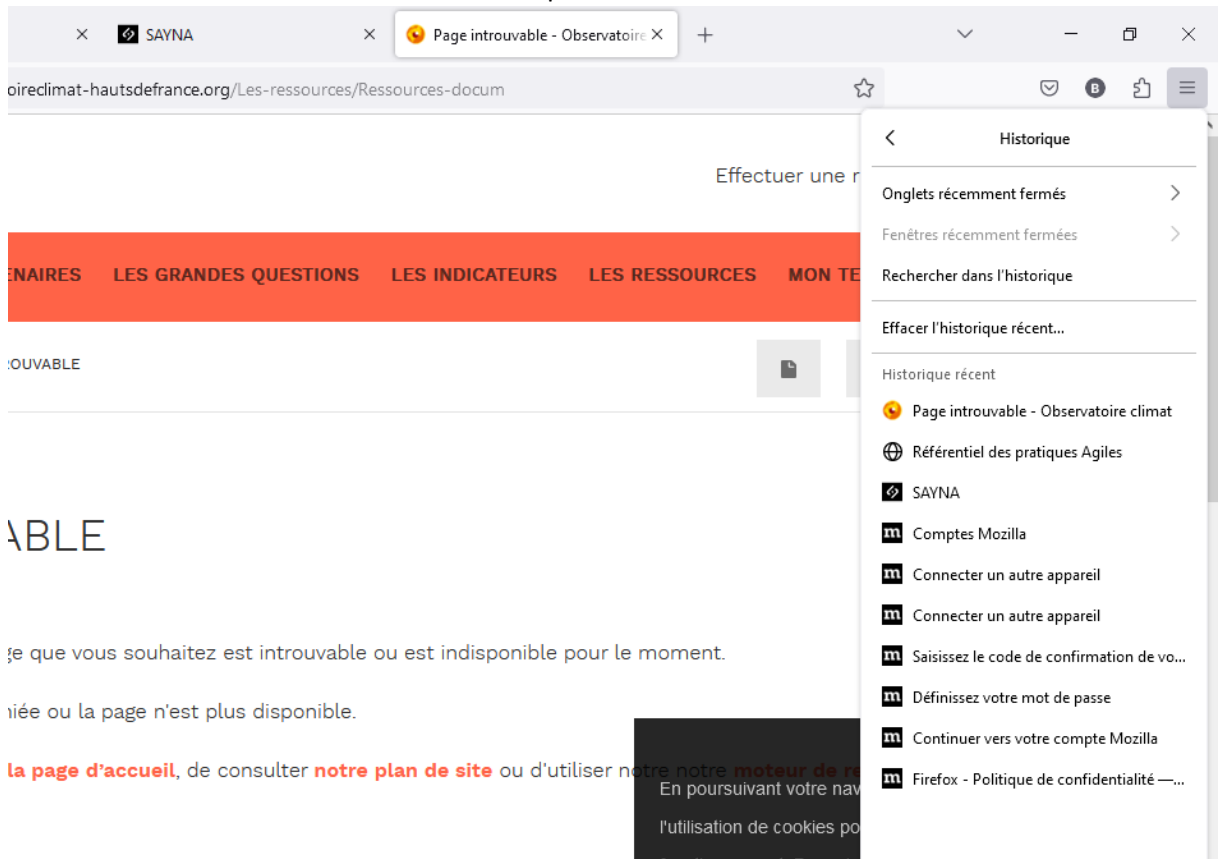 SAYNA
Page introuvable - Observatoire
oireclimat-hautsdefrance.org/Les-ressources/Ressources-docum
B
Historique
Effectuer une r
Onglets récemment fermés
Fenêtres récemment fermées
ENAIRES LES GRANDES QUESTIONS LES INDICATEURS LES RESSOURCES MON TE
Rechercher dans l'historique
Effacer l'historique récent...
ROUVABLE
Historique récent
Page introuvable - Observatoire climat
Référentiel des pratiques Agiles
SAYNA
ABLE
m Comptes Mozilla
m Connecter un autre appareil
m Connecter un autre appareil
ge que vous souhaitez est introuvable ou est indisponible pour le moment.
m Saisissez le code de confirmation de vo...
m Définissez votre mot de passe
niée ou la page n'est plus disponible.
m Continuer vers votre compte Mozilla
la page d'accueil, de consulter notre plan de site ou d'utiliser notre notre moteur de re
m Firefox - Politique de confidentialité —...
En poursuivant votre nav
l'utilisation de cookies po